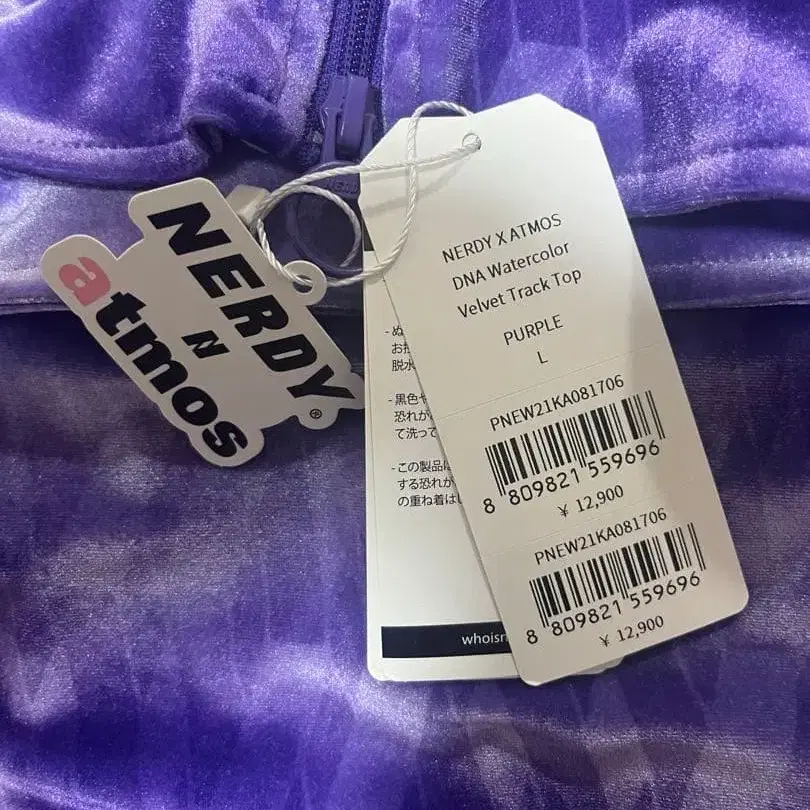 NERDY
N
atmos
®
NERDY X ATMOS
DNA Watercolor
Velvet Track Top
PURPLE
L
PNEW21KA081706
8 809821 559696
¥ 12,900
PNEW21KA081706
8 809821 559696
¥ 12,900
- ぬ
脱水
- 黒色
恐れが
て洗って
- この製品に
する恐れが
の重ね着は
whoisn